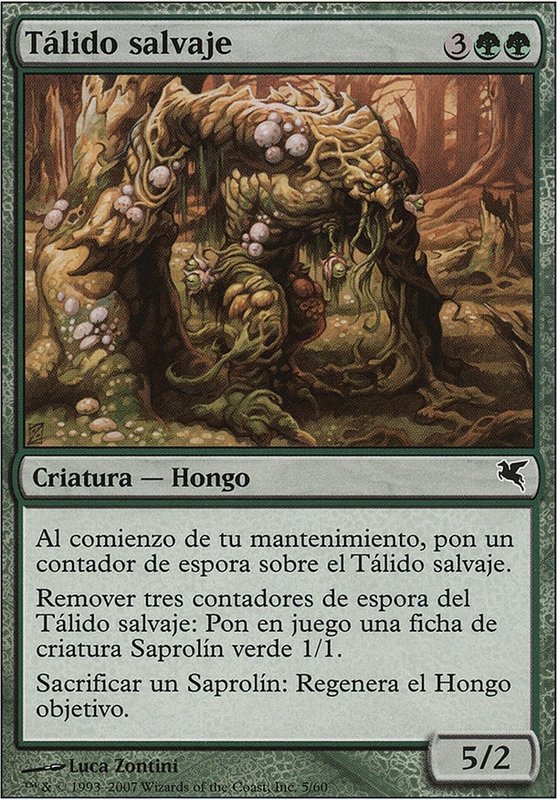 Tálido salvaje 3
Criatura — Hongo
Al comienzo de tu mantenimiento, pon un
contador de espora sobre el Tálido salvaje.
Remover tres contadores de espora del
Tálido salvaje: Pon en juego una ficha de
criatura Saprolín verde 1/1.
Sacrificar un Saprolín: Regenera el Hongo
objetivo.
5/2
Luca Zontini
™ & © 1993–2007 Wizards of the Coast, Inc. 5/60